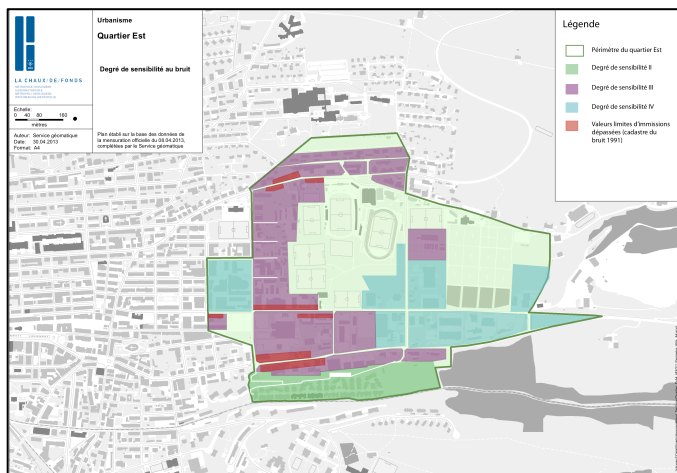 Urbanisme
Quartier Est
Degré de sensibilité au bruit
LA CHAUX/DE/FONDS
Echelle:
0 40 80 160
mètres
Auteur: Service géomatique
Date: 30.04.2013
Format: A4
Plan établi sur la base des données de
la mensuration officielle du 08.04.2013,
complétées par le Service géomatique
Légende
Périmètre du quartier Est
Degré de sensibilité II
Degré de sensibilité III
Degré de sensibilité IV
Valeurs limites d'immissions
dépassées (cadastre du
bruit 1991)